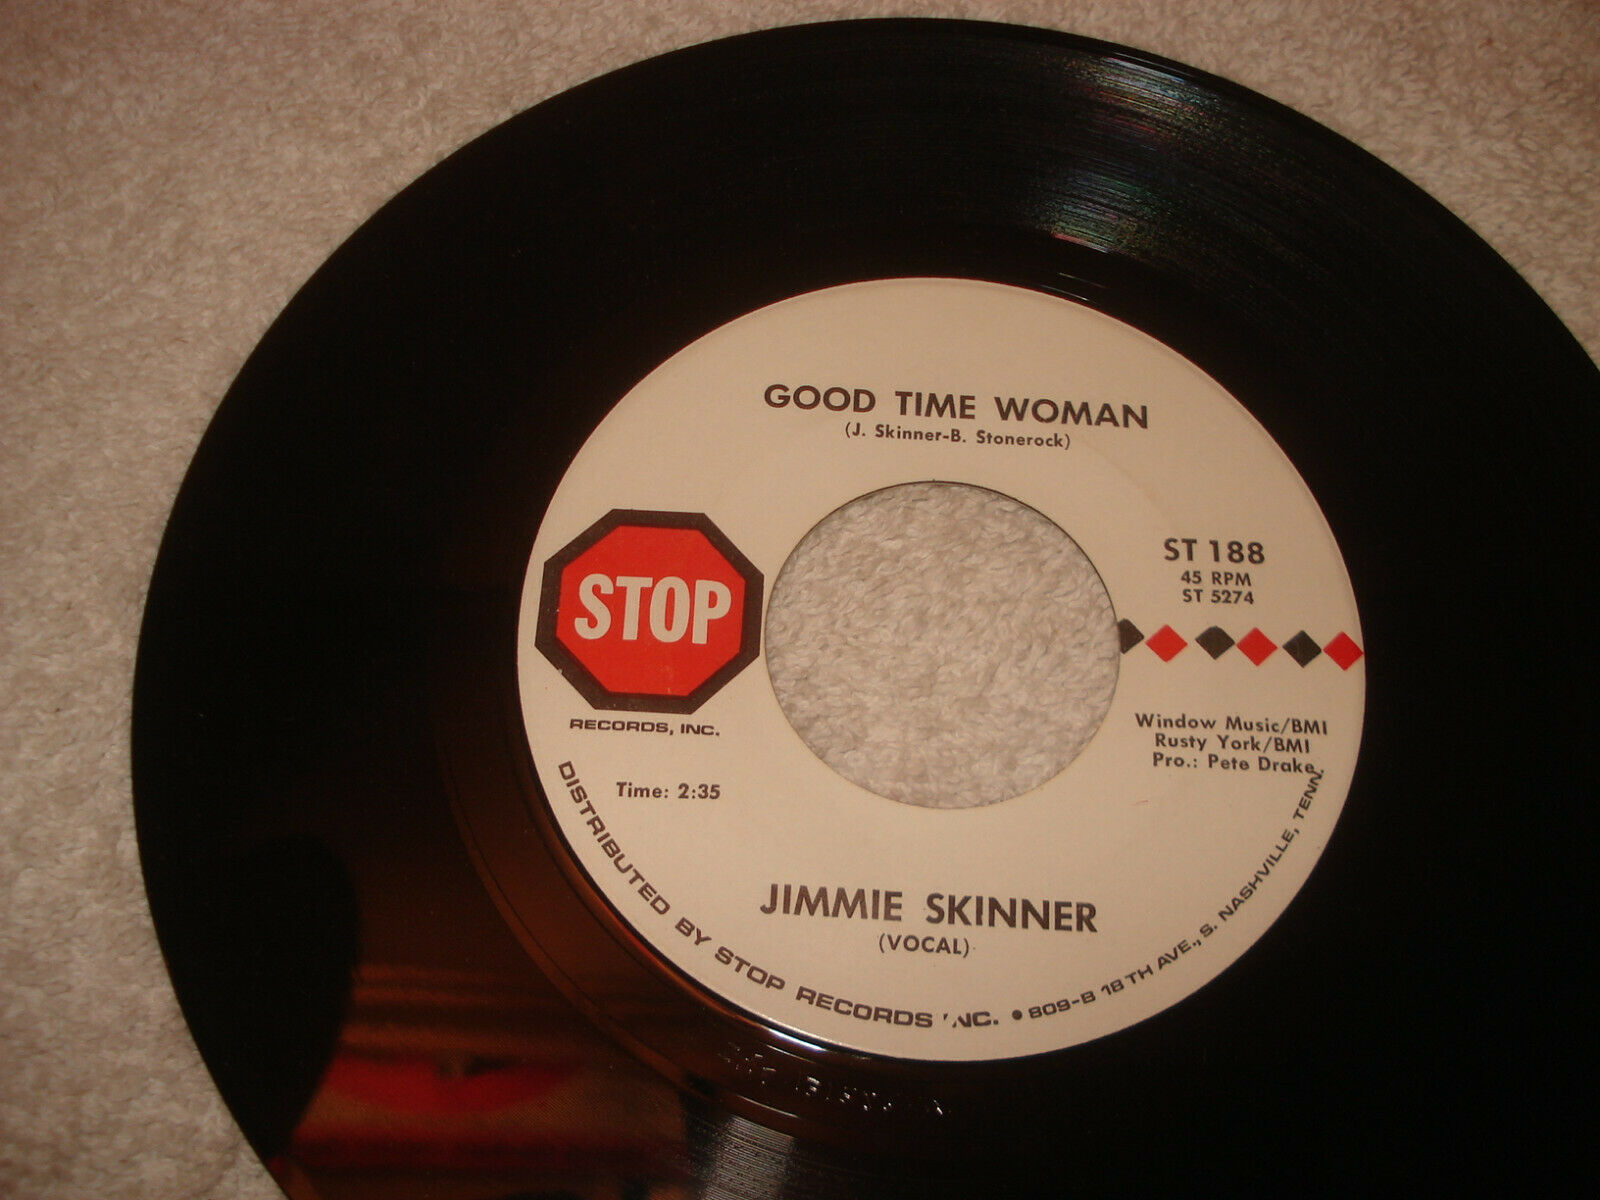 GOOD TIME WOMAN
(J. Skinner-B. Stonerock)
STOP
RECORDS, INC.
ST 188
45 RPM
ST 5274
Window Music/BMI
Rusty York/BMI
Pro.: Pete Drake
Time: 2:35
JIMMIE SKINNER
(VOCAL)
DISTRIBUTED BY STOP RECORDS INC. • 809-B 18TH AVE., S. NASHVILLE, TENN.